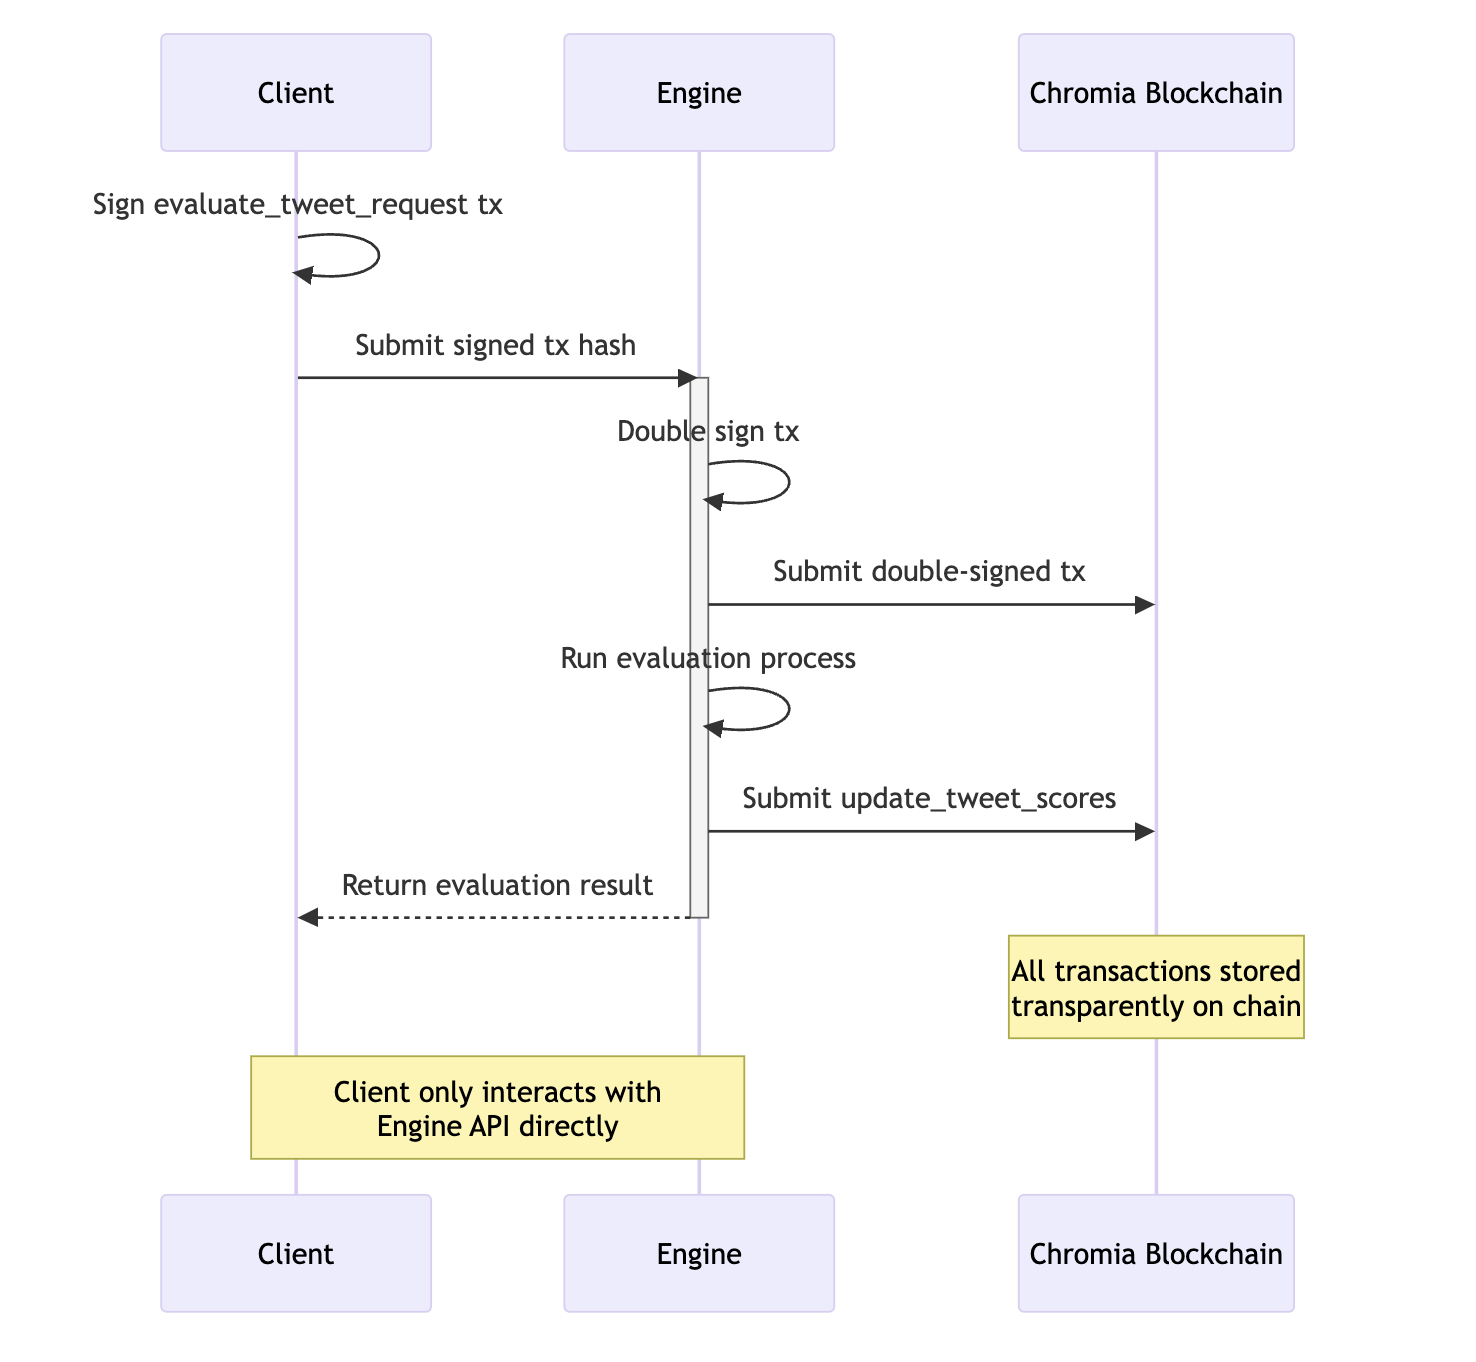 Client
Engine
Chromia Blockchain
Sign evaluate_tweet_request tx
Submit signed tx hash
Double sign tx
Submit double-signed tx
Run evaluation process
Submit update_tweet_scores
Return evaluation result
All transactions stored
transparently on chain
Client only interacts with
Engine API directly
Client
Engine
Chromia Blockchain